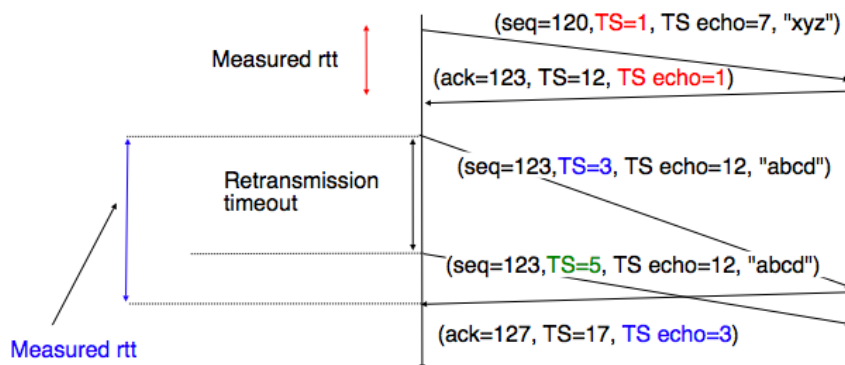 (seq=120,TS=1, TS echo=7, "xyz")
Measured rtt
(ack=123, TS=12, TS echo=1)
(seq=123,TS=3, TS echo=12, "abcd")
Retransmission
timeout
(seq=123,TS=5, TS echo=12, "abcd")
(ack=127, TS=17, TS echo=3)
Measured rtt